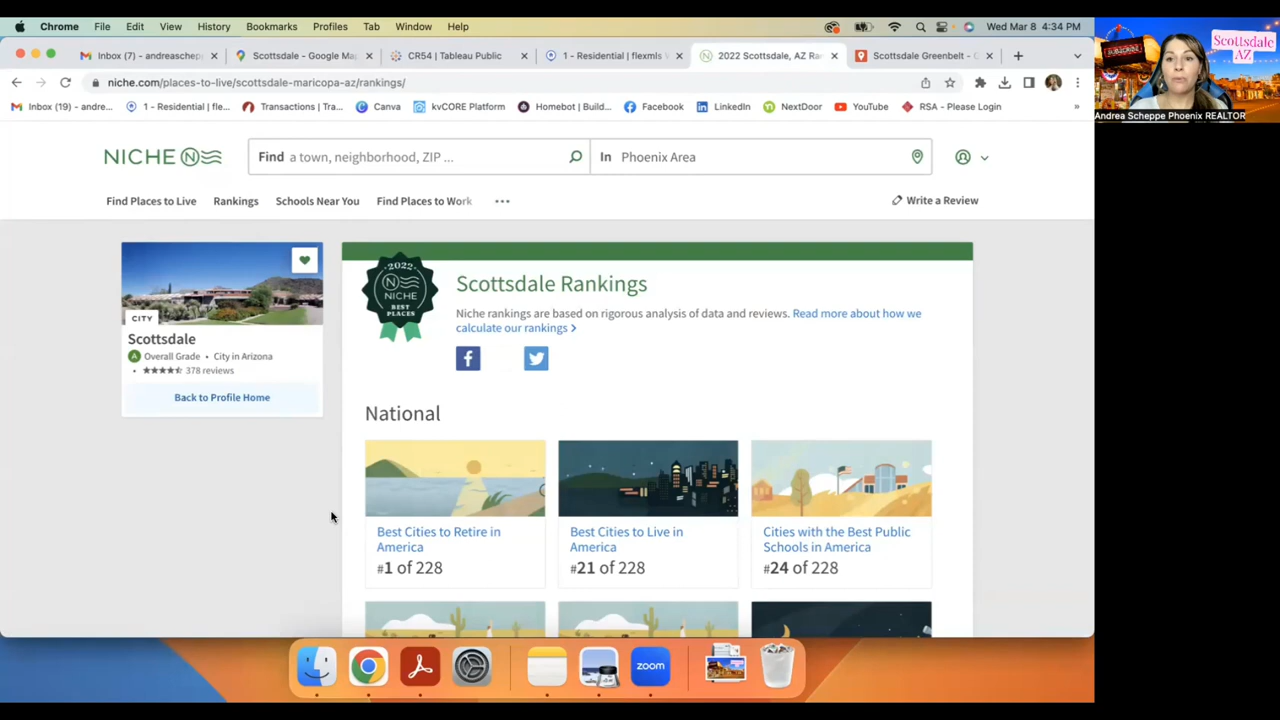 Chrome File Edit View History Bookmarks Profiles Tab Window Help Wed Mar 8 4:34 PM
Inbox (7) - andreaschep Scottsdale - Google Ma CRISP | Tableau Public 1 - Residential | flexmls 2022 Scottsdale, AZ Ra Scottsdale Greenbelt -
niche.com/places-to-live/scottsdale-maricopa-az/rankings/
Inbox (19) - andre... 1 - Residential | fle... Transactions | Tra... Canva kvCORE Platform Homebot | Build... Facebook LinkedIn NextDoor YouTube RSA - Please Login »
SUBURBIA
Scottsdale
AZ
Andrea Scheppe Phoenix REALTOR
NICHE
Find a town, neighborhood, ZIP ...
In Phoenix Area
Find Places to Live Rankings Schools Near You Find Places to Work ••• Write a Review
CITY
Scottsdale
A Overall Grade • City in Arizona
• 378 reviews
Back to Profile Home
2022
NICHE
BEST
PLACES
Scottsdale Rankings
Niche rankings are based on rigorous analysis of data and reviews. Read more about how we
calculate our rankings
National
Best Cities to Retire in
America
#1 of 228
Best Cities to Live in
America
#21 of 228
Cities with the Best Public
Schools in America
#24 of 228
zoom